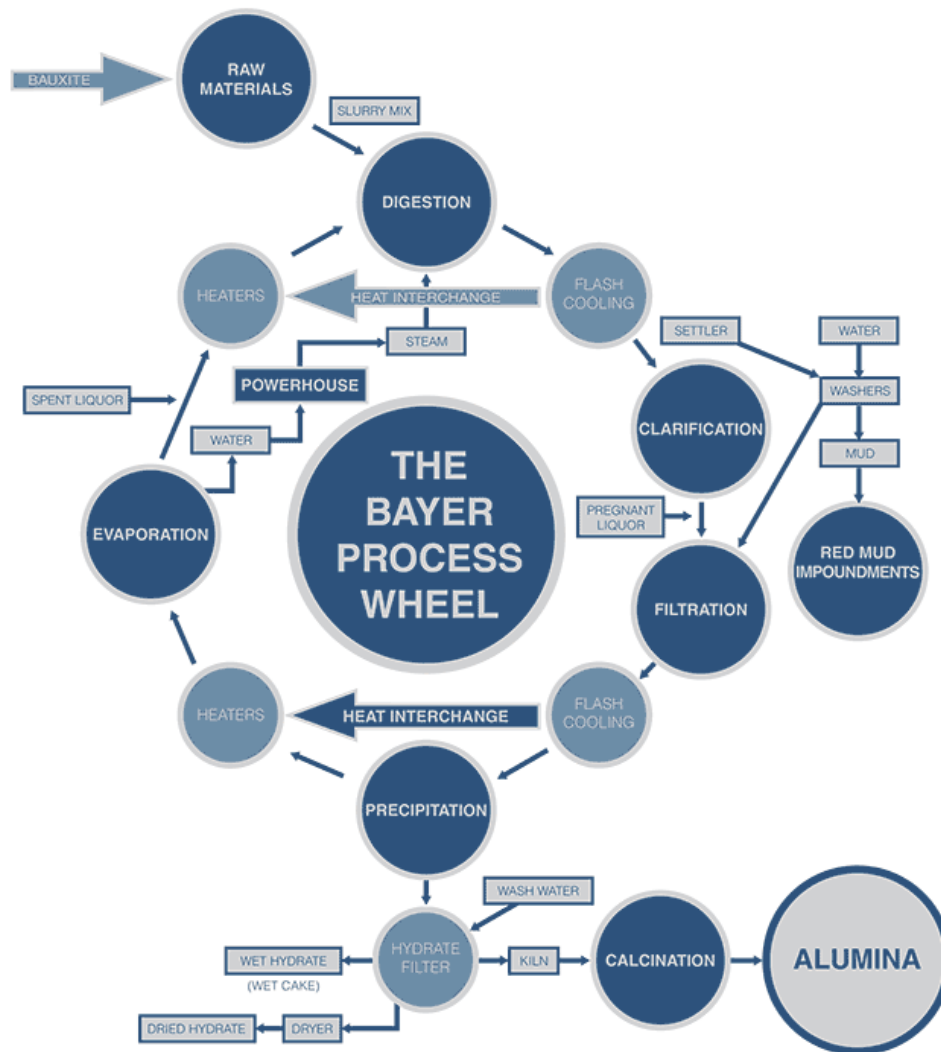 BAUXITE
RAW
MATERIALS
SLURRY MIX
DIGESTION
HEATERS
HEAT INTERCHANGE
FLASH
COOLING
STEAM
SETTLER
WATER
POWERHOUSE
WASHERS
SPENT LIQUOR
CLARIFICATION
WATER
MUD
THE
BAYER
PROCESS
WHEEL
PREGNANT
LIQUOR
EVAPORATION
RED MUD
IMPOUNDMENTS
FILTRATION
HEATERS
HEAT INTERCHANGE
FLASH
COOLING
PRECIPITATION
WASH WATER
HYDRATE
FILTER
WET HYDRATE
(WET CAKE)
KILN
CALCINATION
ALUMINA
DRIED HYDRATE
DRYER